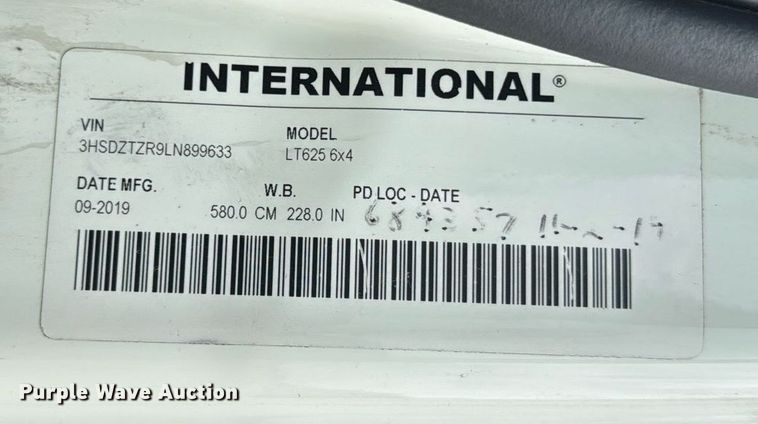 INTERNATIONAL®
VIN MODEL
3HSDZTZR9LN899633 LT625 6x4
DATE MFG. W.B. PD LOC - DATE
09-2019 580.0 CM 228.0 IN
Purple Wave Auction